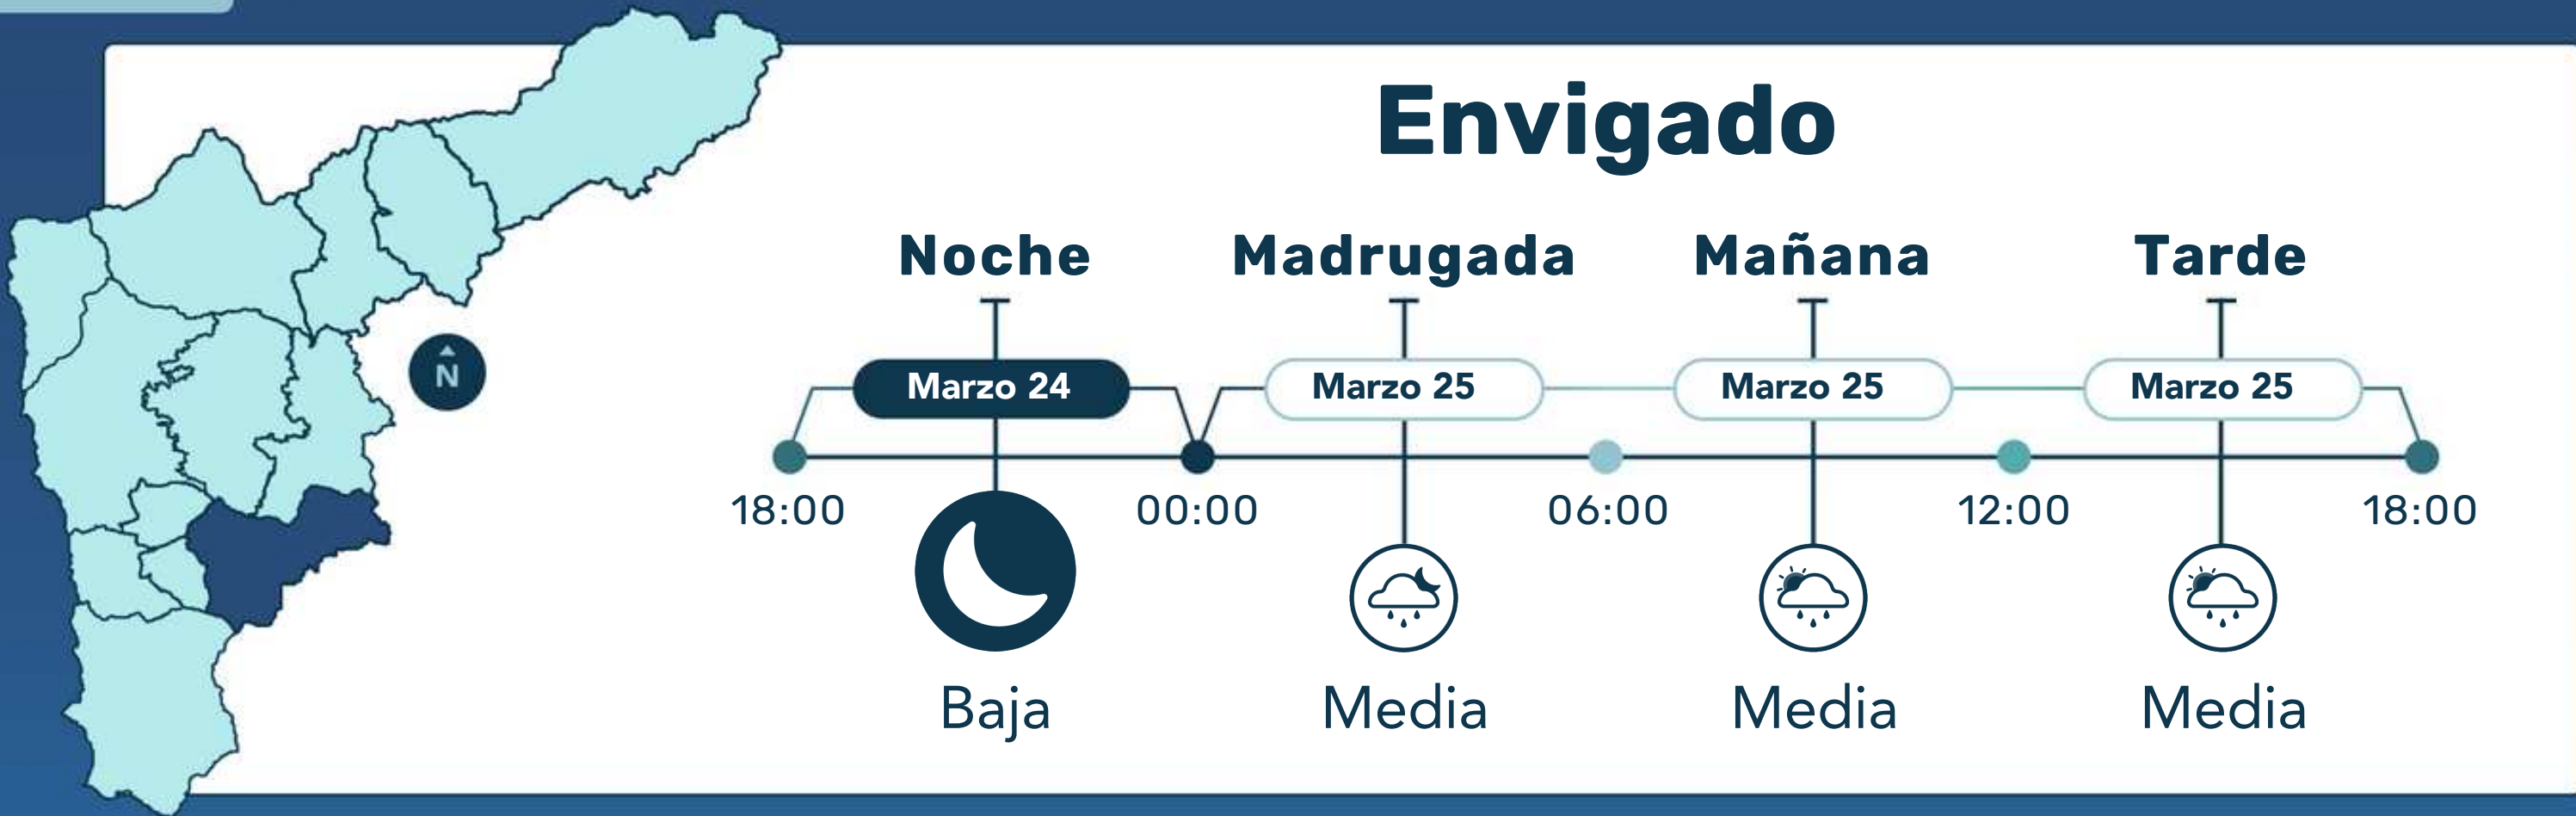 Envigado
Noche Madrugada Mañana Tarde
Marzo 24 Marzo 25 Marzo 25 Marzo 25
N
18:00 00:00 06:00 12:00 18:00
Baja Media Media Media